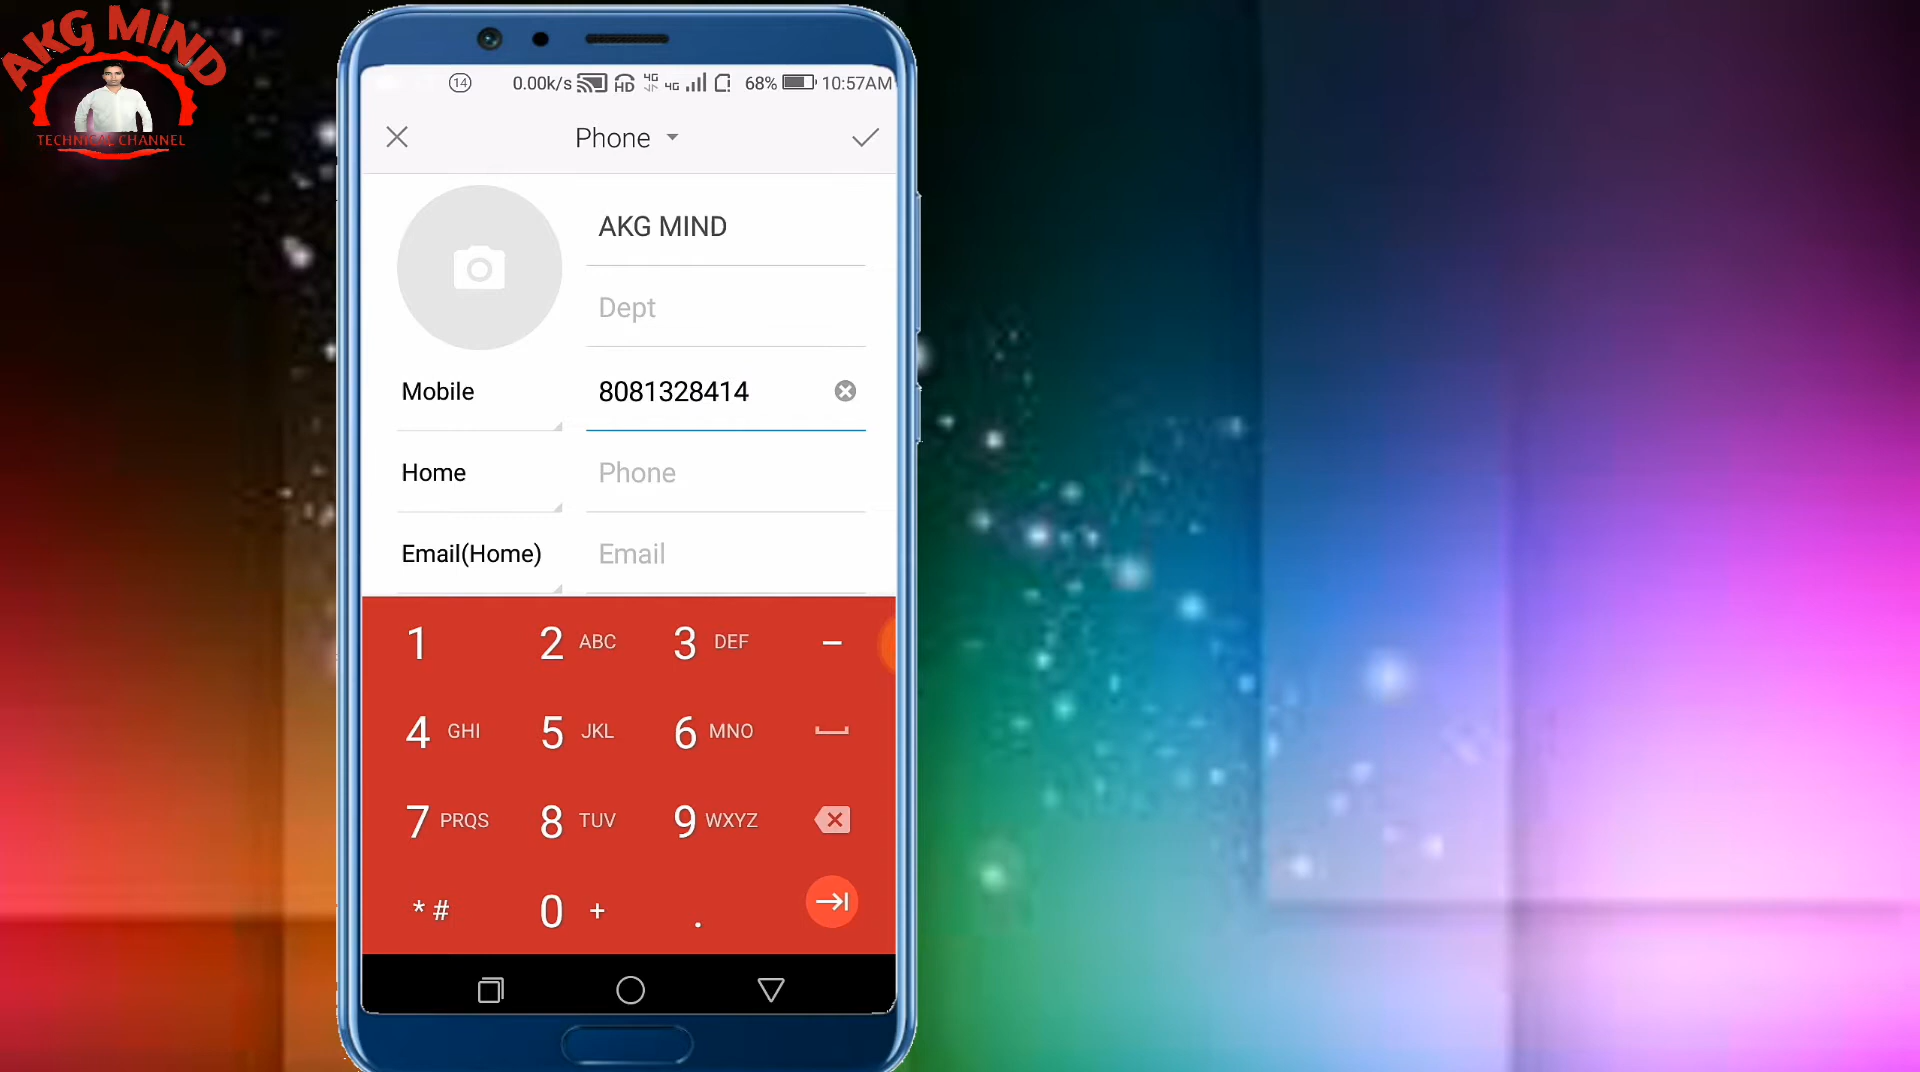 AKG MIND
TECHNICAL CHANNEL
14 0.00k/s HD 4G 4G 68% 10:57AM
Phone
AKG MIND
Dept
Mobile 8081328414
Home Phone
Email(Home) Email
1 2 ABC 3 DEF –
4 GHI 5 JKL 6 MNO
7 PRQS 8 TUV 9 WXYZ
* # 0 + .